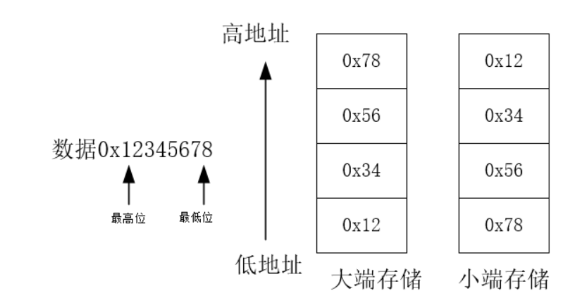 高地址
0x78
0x12
0x56
0x34
数据0x12345678
0x34
0x56
最高位
最低位
0x12
0x78
低地址
大端存储
小端存储